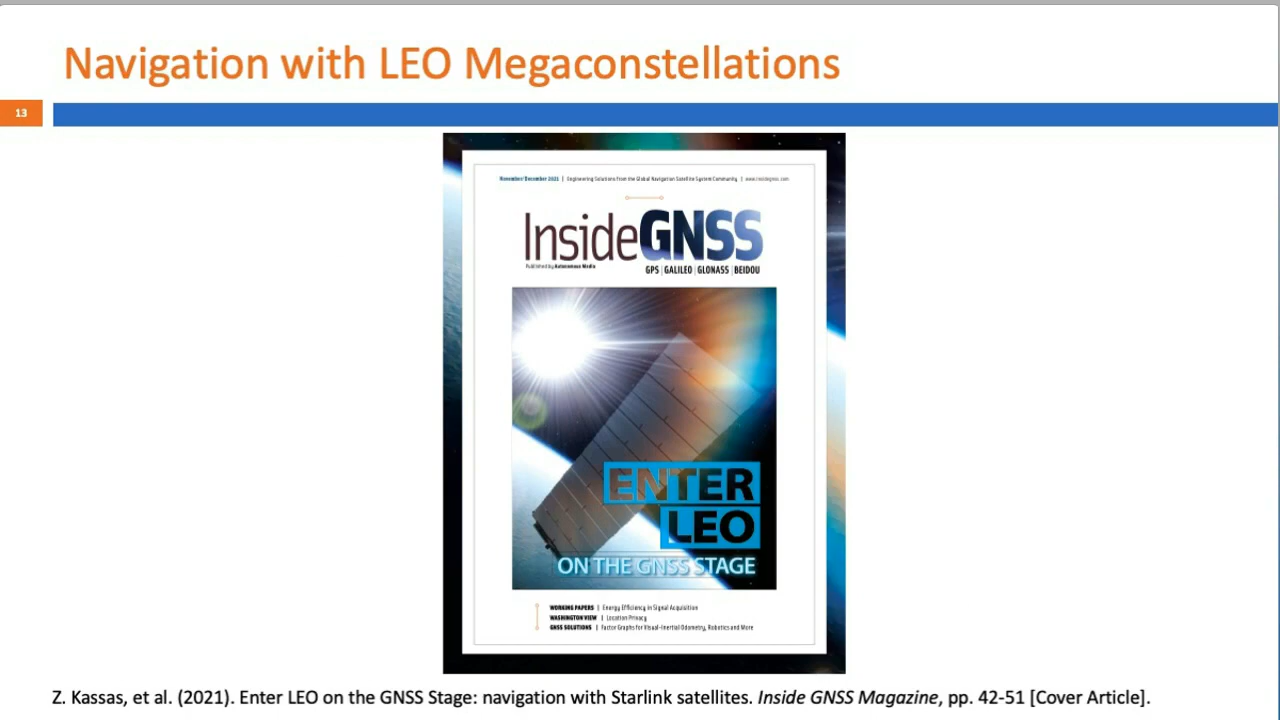 Navigation with LEO Megaconstellations
13
November/December 2021 | Engineering Solutions from the Global Navigation Satellite System Community | www.insidegnss.com
InsideGNSS
Published by Autonomous Media
GPS | GALILEO | GLONASS | BEIDOU
ENTER
LEO
ON THE GNSS STAGE
WORKING PAPERS | Energy Efficiency in Signal Acquisition
WASHINGTON VIEW | Location Privacy
GNSS SOLUTIONS | Factor Graphs for Visual-Inertial Odometry, Robotics and More
Z. Kassas, et al. (2021). Enter LEO on the GNSS Stage: navigation with Starlink satellites. Inside GNSS Magazine, pp. 42-51 [Cover Article].